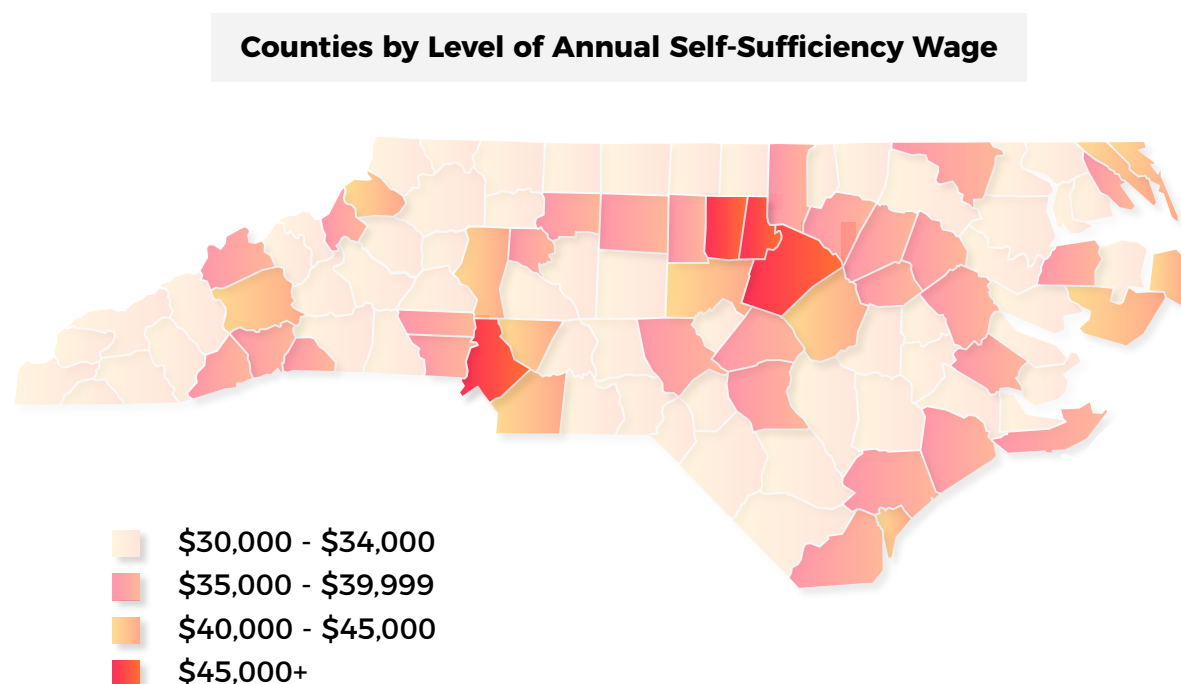 Counties by Level of Annual Self-Sufficiency Wage
$30,000 - $34,000
$35,000 - $39,999
$40,000 - $45,000
$45,000+